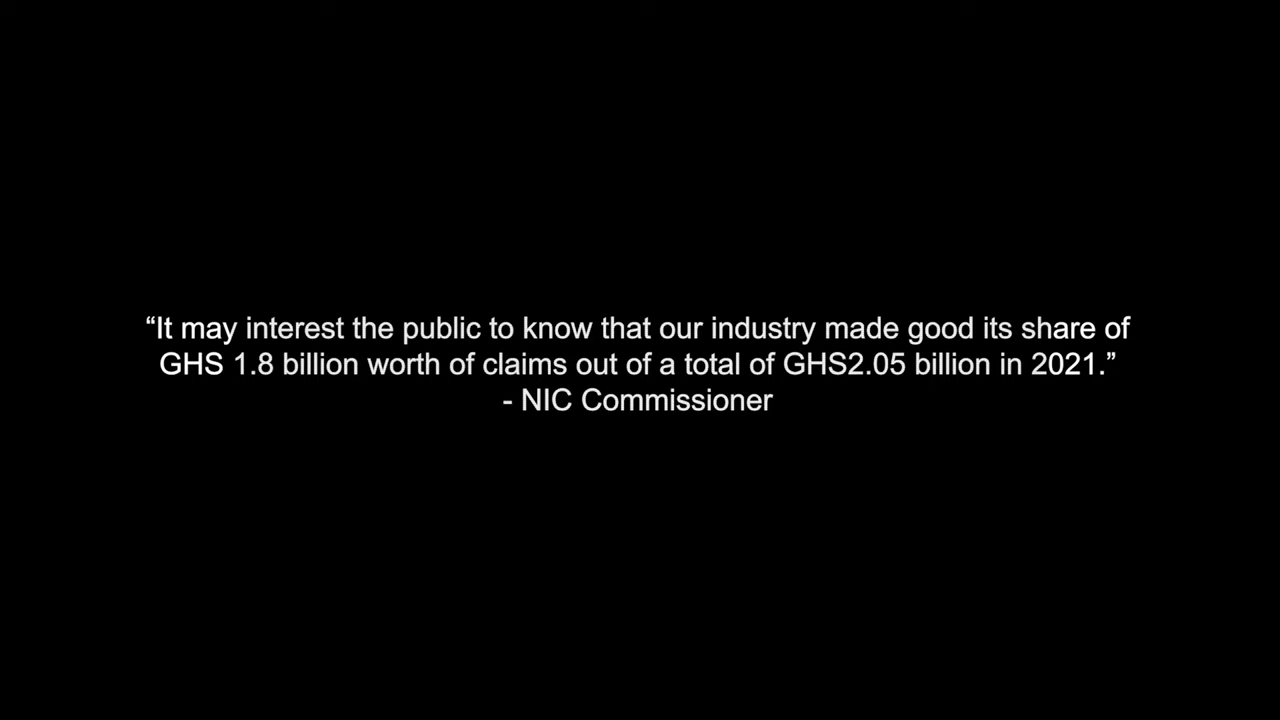 “It may interest the public to know that our industry made good its share of
GHS 1.8 billion worth of claims out of a total of GHS2.05 billion in 2021.”
- NIC Commissioner